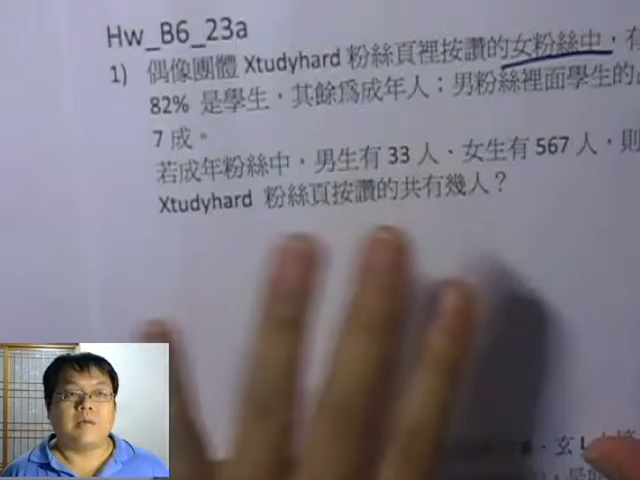 Hw_B6_23a
1) 偶像團體 Xtudyhard 粉絲頁裡按讚的女粉絲中，有
82% 是學生，其餘為成年人；男粉絲裡面學生的
7 成。
若成年粉絲中，男生有 33 人、女生有 567 人，則
Xtudyhard 粉絲頁按讚的共有幾人？
玄！